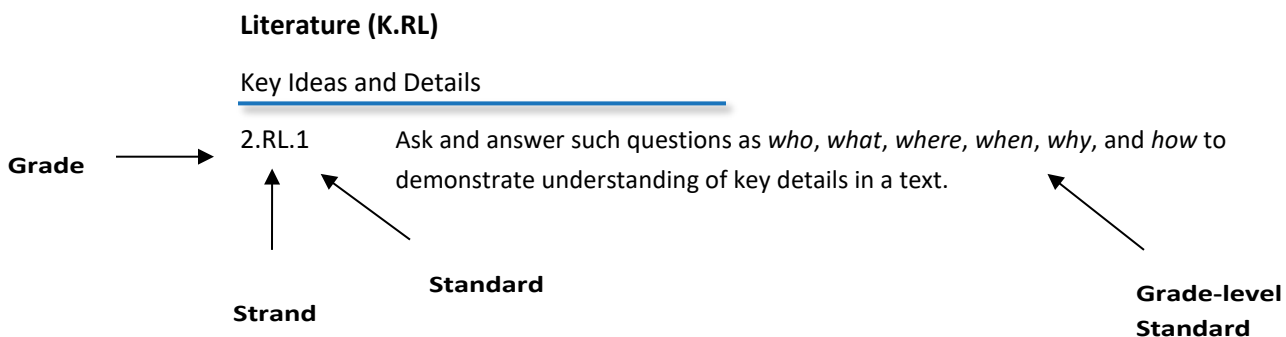 Literature (K.RL)
Key Ideas and Details
2.RL.1 Ask and answer such questions as who, what, where, when, why, and how to
demonstrate understanding of key details in a text.
Grade
Standard
Strand
Grade-level
Standard